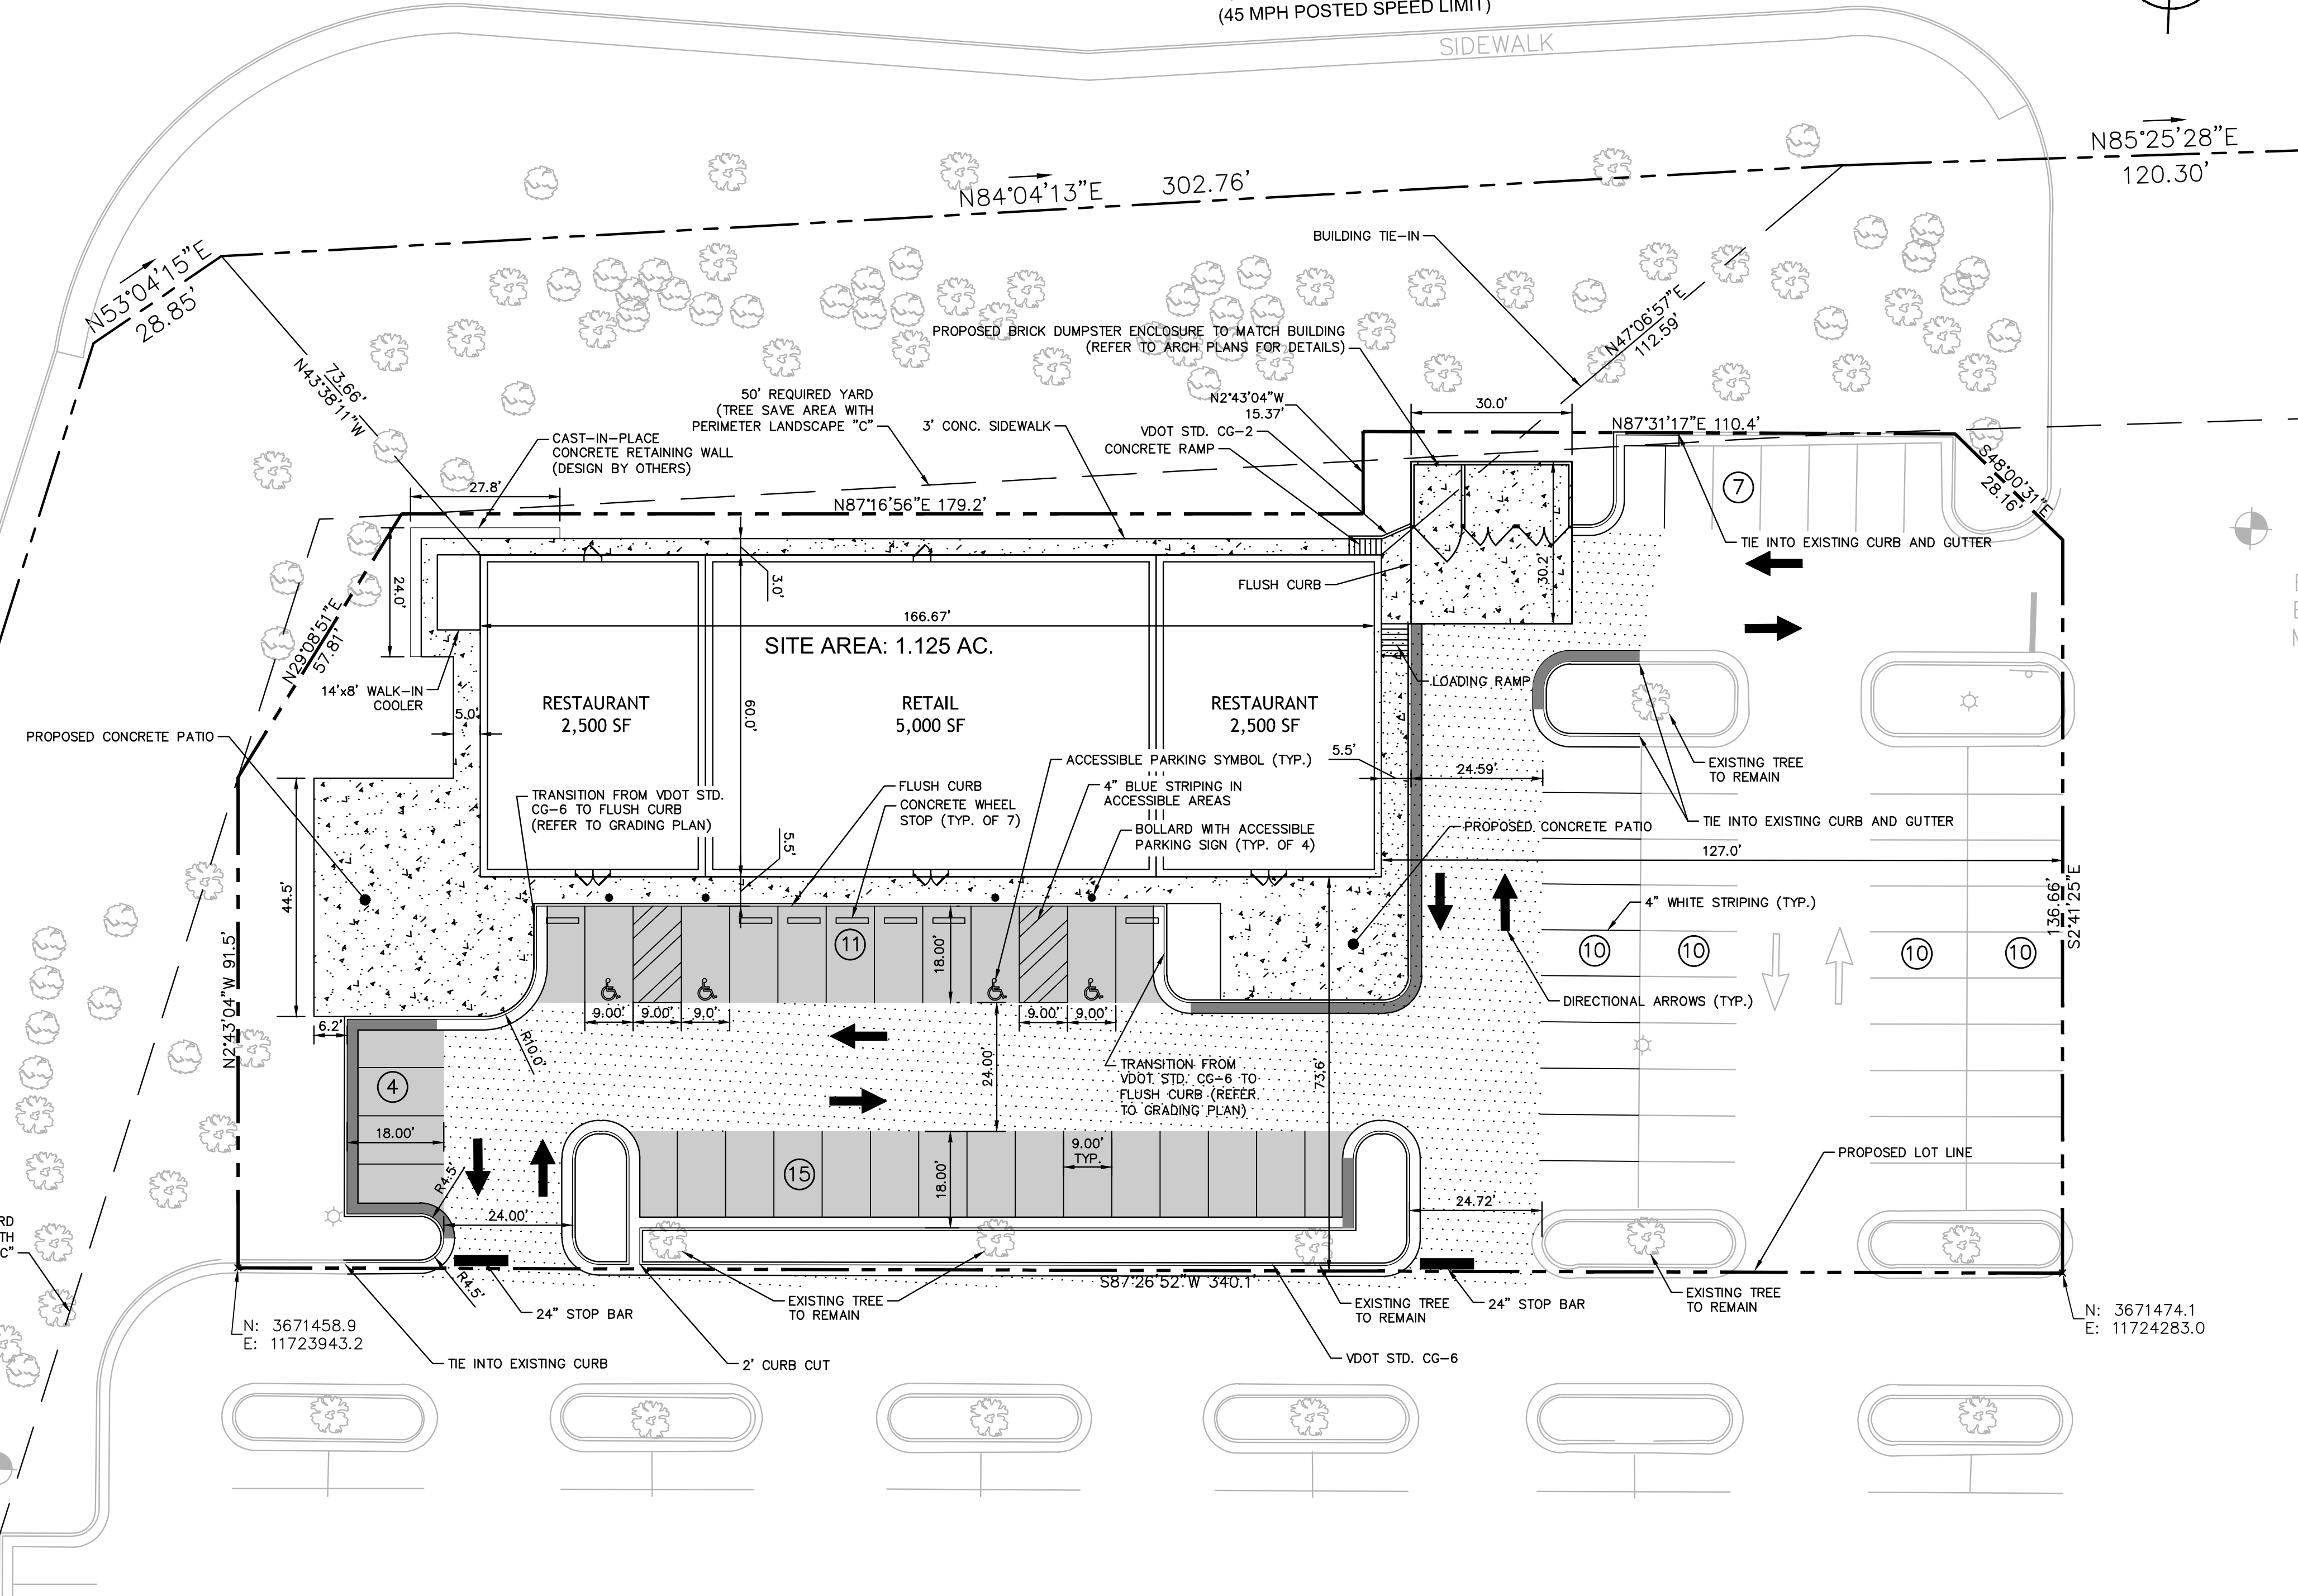 (45 MPH POSTED SPEED LIMIT)
SIDEWALK
N85°25'28"E
120.30'
N84°04'13"E 302.76'
N53°04'15"E
28.85'
BUILDING TIE-IN
N47°06'57"E
112.59'
PROPOSED BRICK DUMPSTER ENCLOSURE TO MATCH BUILDING
(REFER TO ARCH PLANS FOR DETAILS)
73.66'
N43°38'11"W
50' REQUIRED YARD
(TREE SAVE AREA WITH
PERIMETER LANDSCAPE "C"
3' CONC. SIDEWALK
N2°43'04"W
15.37'
VDOT STD. CG-2
CONCRETE RAMP
30.0'
N87°31'17"E 110.4'
S48°00'31"E
28.16'
CAST-IN-PLACE
CONCRETE RETAINING WALL
(DESIGN BY OTHERS)
27.8'
N87°16'56"E 179.2'
7
TIE INTO EXISTING CURB AND GUTTER
24.0'
3.0'
FLUSH CURB
30.2'
N29°08'51"E
57.81'
166.67'
SITE AREA: 1.125 AC.
14'x8' WALK-IN
COOLER
LOADING RAMP
RESTAURANT
2,500 SF
RETAIL
5,000 SF
RESTAURANT
2,500 SF
60.0'
5.0'
PROPOSED CONCRETE PATIO
ACCESSIBLE PARKING SYMBOL (TYP.)
5.5'
24.59'
EXISTING TREE
TO REMAIN
TRANSITION FROM VDOT STD.
CG-6 TO FLUSH CURB
(REFER TO GRADING PLAN)
FLUSH CURB
CONCRETE WHEEL
STOP (TYP. OF 7)
4" BLUE STRIPING IN
ACCESSIBLE AREAS
BOLLARD WITH ACCESSIBLE
PARKING SIGN (TYP. OF 4)
PROPOSED CONCRETE PATIO
TIE INTO EXISTING CURB AND GUTTER
5.5'
127.0'
44.5'
136.66'
S2°41'25"E
4" WHITE STRIPING (TYP.)
11
18.00'
10
10
10
10
N2°43'04"W 91.5'
DIRECTIONAL ARROWS (TYP.)
9.00'
9.00'
9.0'
9.00'
9.00'
6.2'
R10.0'
24.00'
73.6'
TRANSITION FROM
VDOT STD. CG-6 TO
FLUSH CURB (REFER
TO GRADING PLAN)
4
18.00'
9.00'
TYP.
15
18.00'
PROPOSED LOT LINE
R4.5'
24.00'
24.72'
RD
TH
C"
R4.5'
S87°26'52"W 340.1'
24" STOP BAR
EXISTING TREE
TO REMAIN
EXISTING TREE
TO REMAIN
24" STOP BAR
EXISTING TREE
TO REMAIN
N: 3671458.9
E: 11723943.2
N: 3671474.1
E: 11724283.0
TIE INTO EXISTING CURB
2' CURB CUT
VDOT STD. CG-6